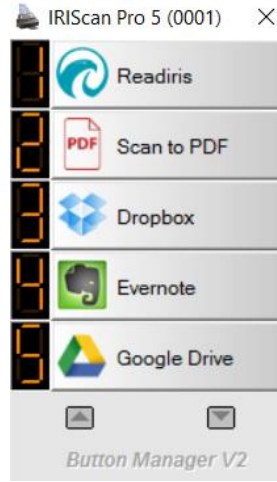 IRIScan Pro 5 (0001)
1 Readiris
2 PDF Scan to PDF
3 Dropbox
4 Evernote
5 Google Drive
Button Manager V2